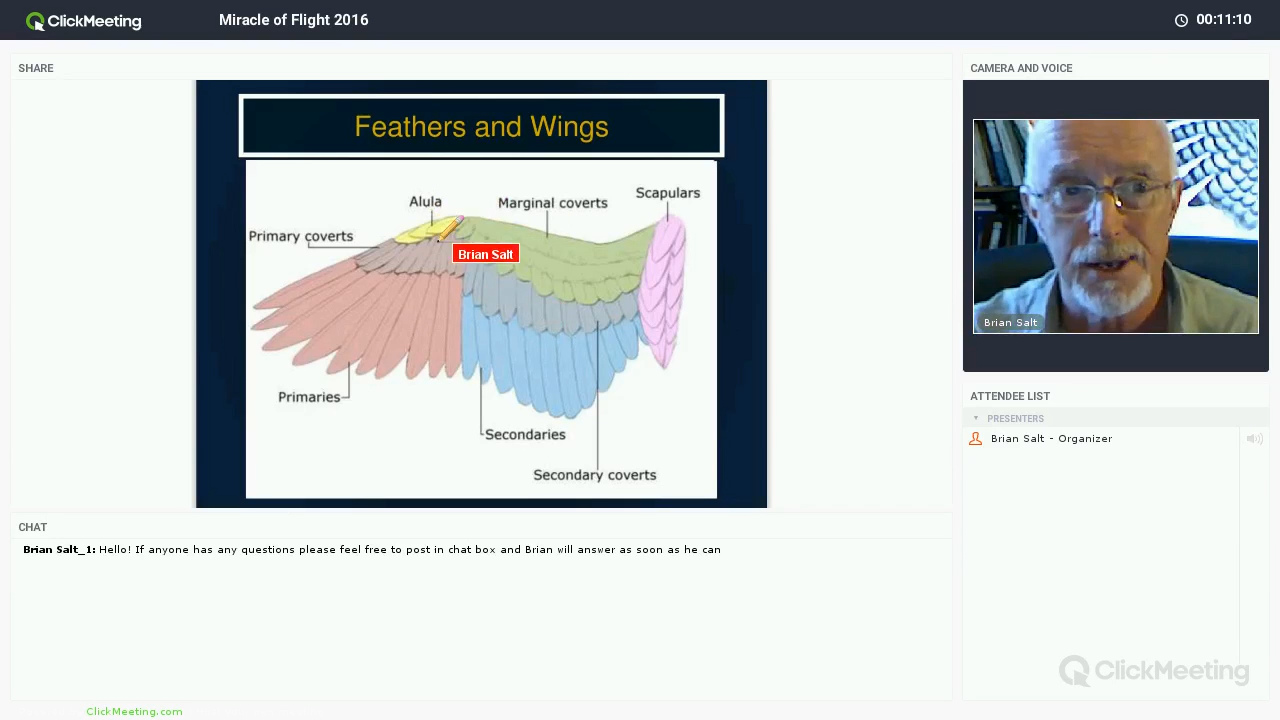 ClickMeeting
Miracle of Flight 2016
00:11:10
SHARE
CAMERA AND VOICE
Feathers and Wings
Alula
Marginal coverts
Scapulars
Primary coverts
Brian Salt
Primaries
Secondaries
Secondary coverts
Brian Salt
ATTENDEE LIST
PRESENTERS
Brian Salt - Organizer
CHAT
Brian Salt_1: Hello! If anyone has any questions please feel free to post in chat box and Brian will answer as soon as he can
ClickMeeting
ClickMeeting.com